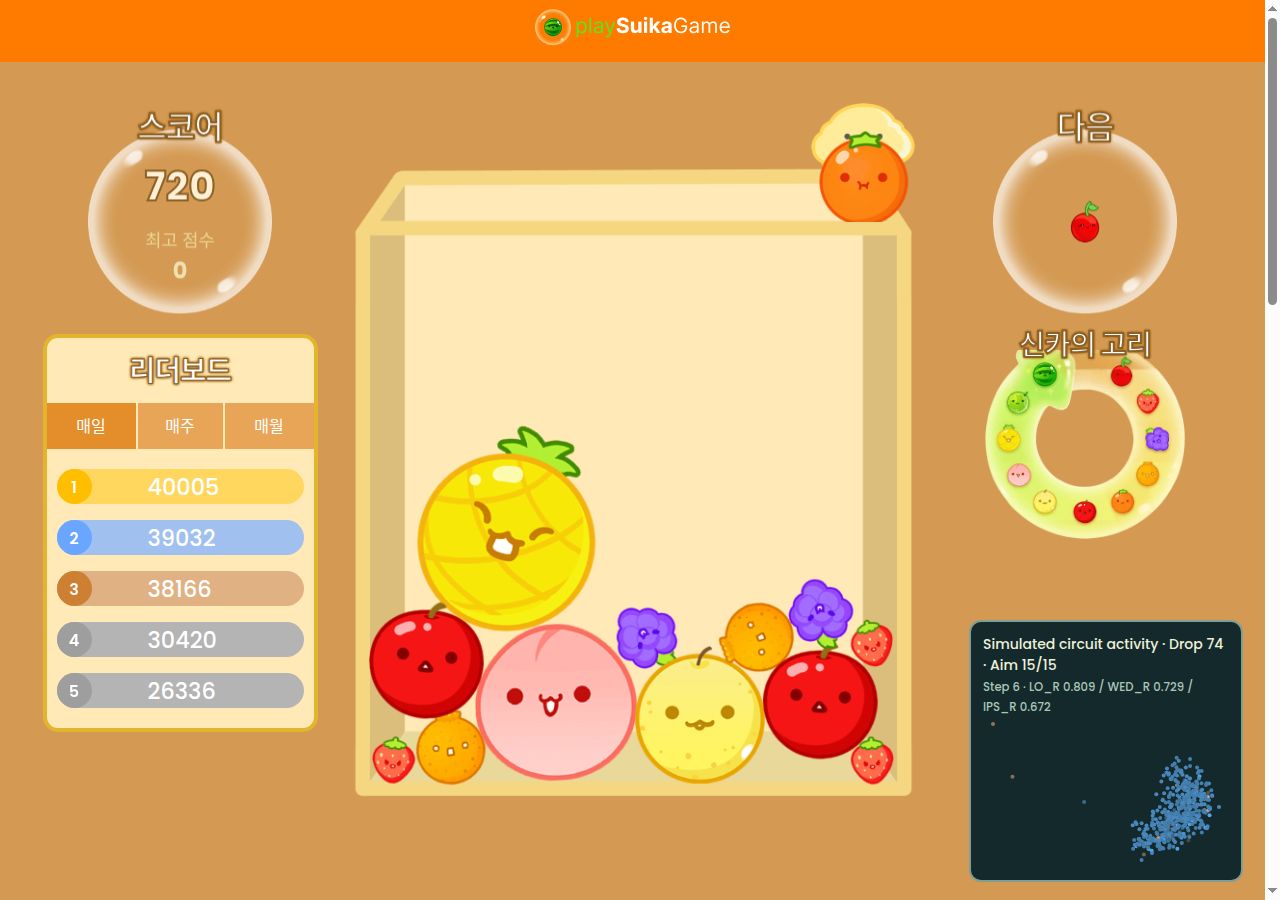 playSuikaGame
스코어
720
최고 점수
0
다음
신카의 고리
리더보드
매일 매주 매월
1 40005
2 39032
3 38166
4 30420
5 26336
Simulated circuit activity · Drop 74
· Aim 15/15
Step 6 · LO_R 0.809 / WED_R 0.729 /
IPS_R 0.672